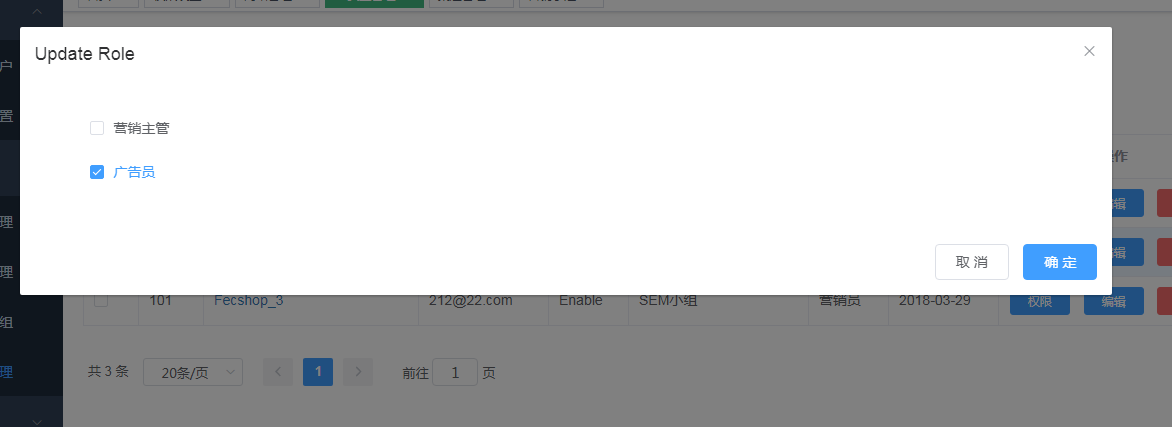 户
Update Role
置
营销主管
作
广告员
编辑
理
编辑
取 消
确 定
理
101
Fecshop_3
212@22.com
Enable
SEM小组
营销员
2018-03-29
权限
编辑
组
共 3 条
20条/页
1
前往
1
页
理